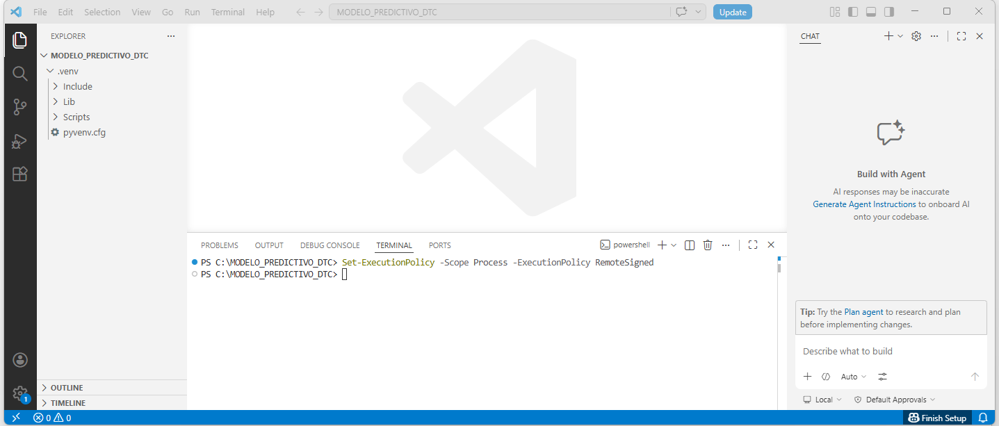 File Edit Selection View Go Run Terminal Help MODELO_PREDICTIVO_DTC Update
EXPLORER
MODELO_PREDICTIVO_DTC
.venv
Include
Lib
Scripts
pyvenv.cfg
OUTLINE
TIMELINE
PROBLEMS OUTPUT DEBUG CONSOLE TERMINAL PORTS powershell
PS C:\MODELO_PREDICTIVO_DTC> Set-ExecutionPolicy -Scope Process -ExecutionPolicy RemoteSigned
PS C:\MODELO_PREDICTIVO_DTC>
CHAT
Build with Agent
AI responses may be inaccurate
Generate Agent Instructions to onboard AI
onto your codebase.
Tip: Try the Plan agent to research and plan
before implementing changes.
Describe what to build
Auto
Local Default Approvals
1
0 0 Finish Setup